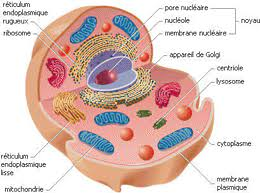 réticulum
endoplasmique
rugueux
ribosome
pore nucléaire
nucléole
membrane nucléaire
noyau
appareil de Golgi
centriole
lysosome
cytoplasme
membrane
plasmique
réticulum
endoplasmique
lisse
mitochondrie